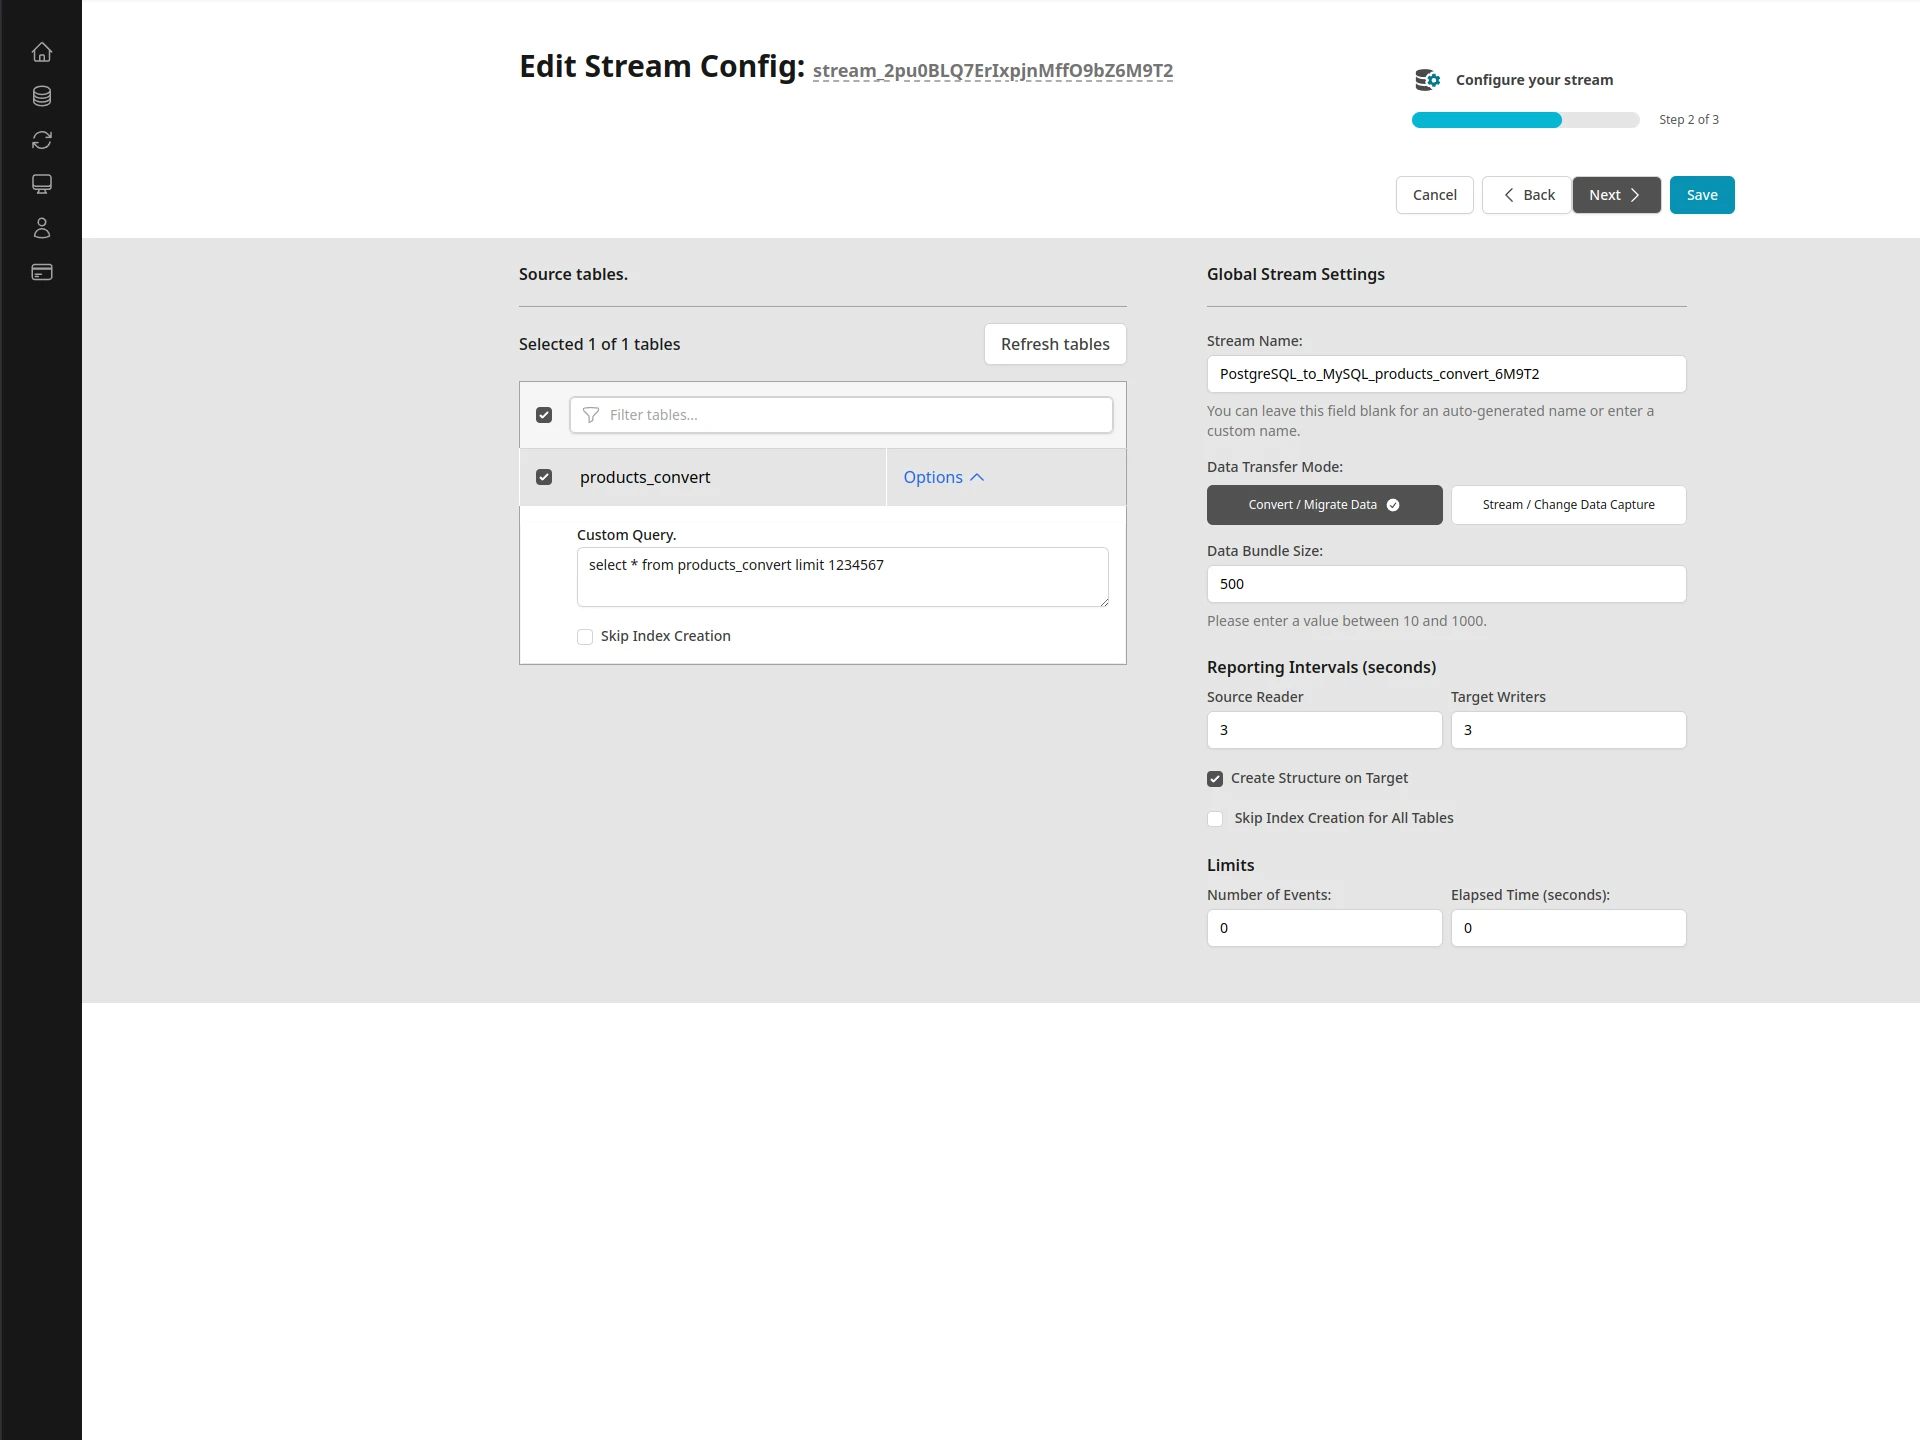 Edit Stream Config: stream_2pu0BLQ7ErIxpjnMffO9bZ6M9T2
Configure your stream
Step 2 of 3
Cancel
Back
Next
Save
Source tables.
Selected 1 of 1 tables
Refresh tables
Filter tables...
products_convert
Options
Custom Query.
select * from products_convert limit 1234567
Skip Index Creation
Global Stream Settings
Stream Name:
PostgreSQL_to_MySQL_products_convert_6M9T2
You can leave this field blank for an auto-generated name or enter a
custom name.
Data Transfer Mode:
Convert / Migrate Data
Stream / Change Data Capture
Data Bundle Size:
500
Please enter a value between 10 and 1000.
Reporting Intervals (seconds)
Source Reader
Target Writers
3
3
Create Structure on Target
Skip Index Creation for All Tables
Limits
Number of Events:
Elapsed Time (seconds):
0
0